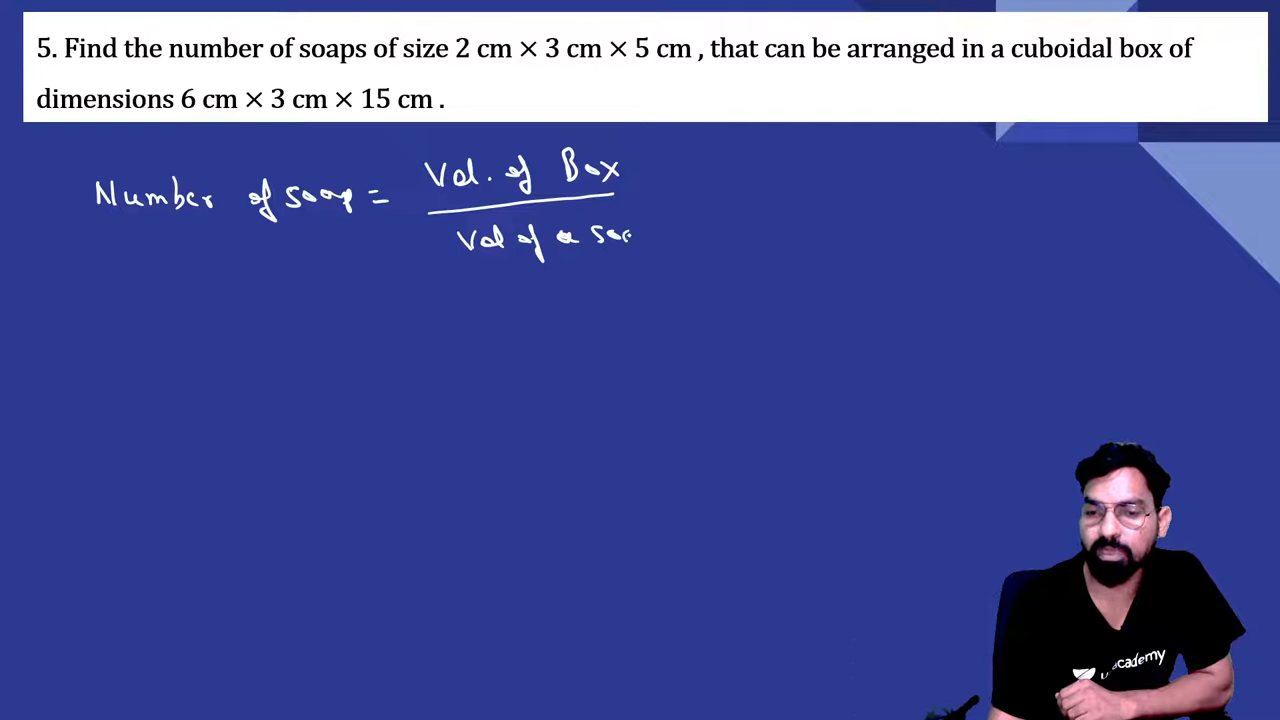 5. Find the number of soaps of size 2 cm × 3 cm × 5 cm , that can be arranged in a cuboidal box of
dimensions 6 cm × 3 cm × 15 cm .
Number of soap = Vol. of Box
Vol of a